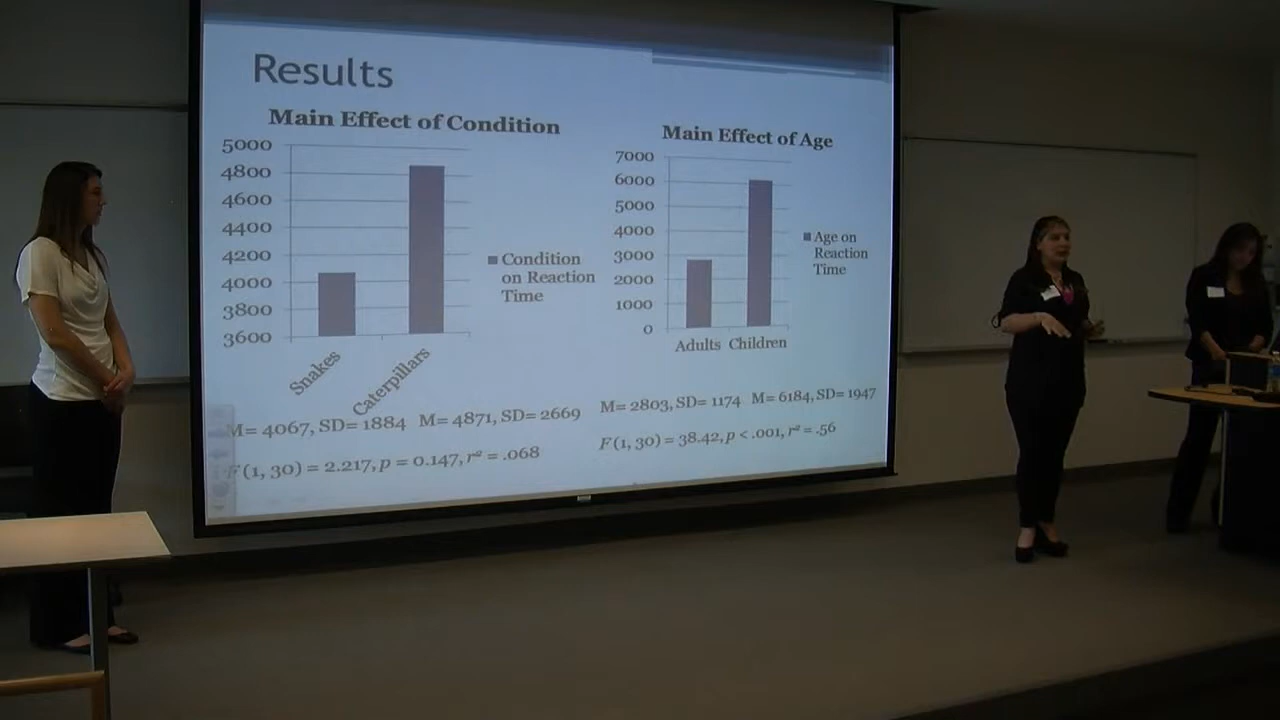 Results
Main Effect of Condition
5000
4800
4600
4400
4200
4000
3800
3600
Snakes
Caterpillars
Condition
on Reaction
Time
M= 4067, SD= 1884 M= 4871, SD= 2669
F(1, 30) = 2.217, p = 0.147, r² = .068
Main Effect of Age
7000
6000
5000
4000
3000
2000
1000
0
Adults Children
Age on
Reaction
Time
M= 2803, SD= 1174 M= 6184, SD= 1947
F(1, 30) = 38.42, p < .001, r² = .56